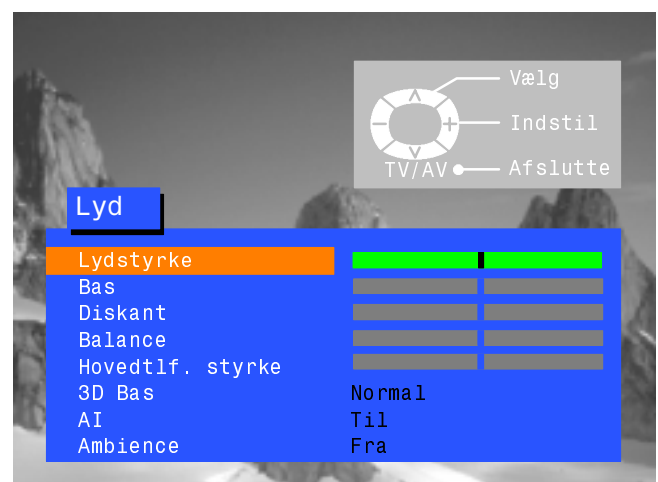 Vælg
Indstil
TV/AV Afslutte
Lyd
Lydstyrke
Bas
Diskant
Balance
Hovedtlf. styrke
3D Bas Normal
AI Til
Ambience Fra